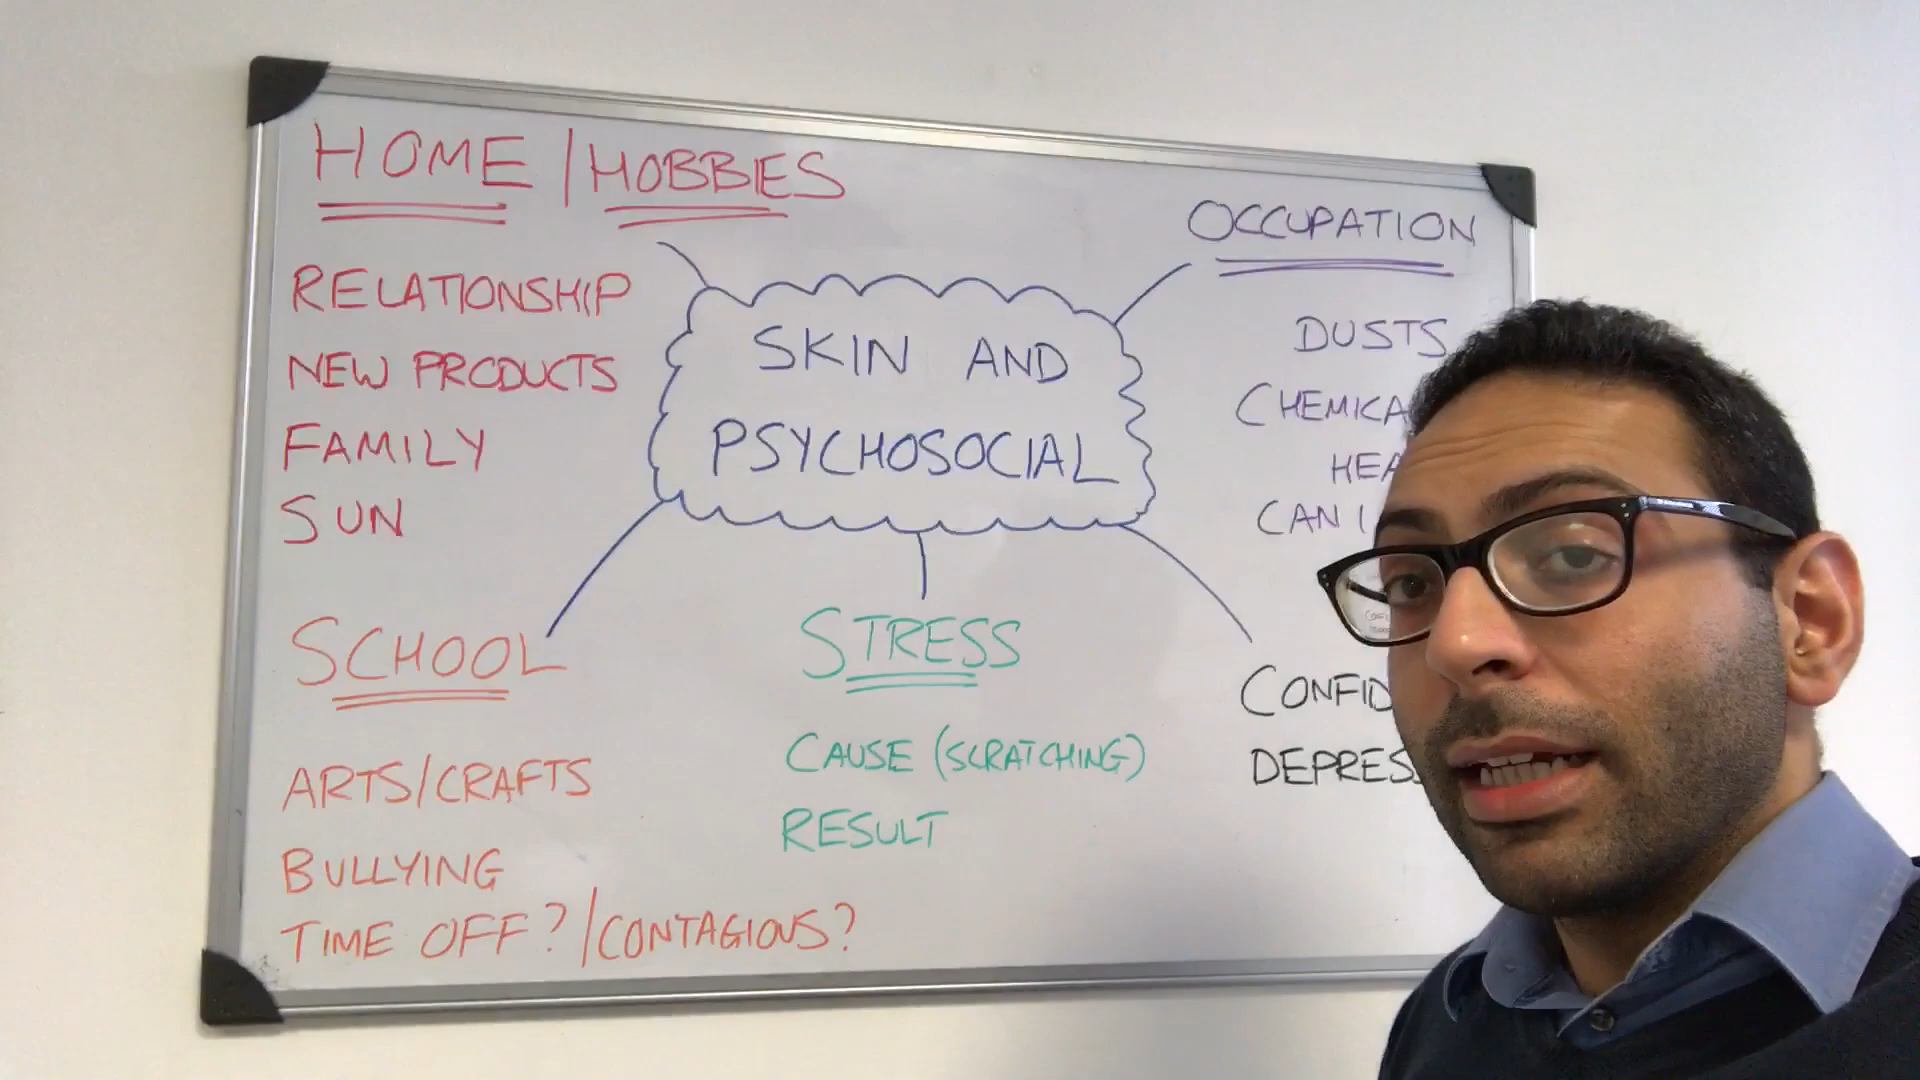 HOME / HOBBIES
RELATIONSHIP
NEW PRODUCTS
FAMILY
SUN
SKIN AND
PSYCHOSOCIAL
OCCUPATION
DUSTS
CAN I
SCHOOL
ARTS/CRAFTS
BULLYING
TIME OFF? / CONTAGIOUS?
STRESS
CAUSE (SCRATCHING)
RESULT